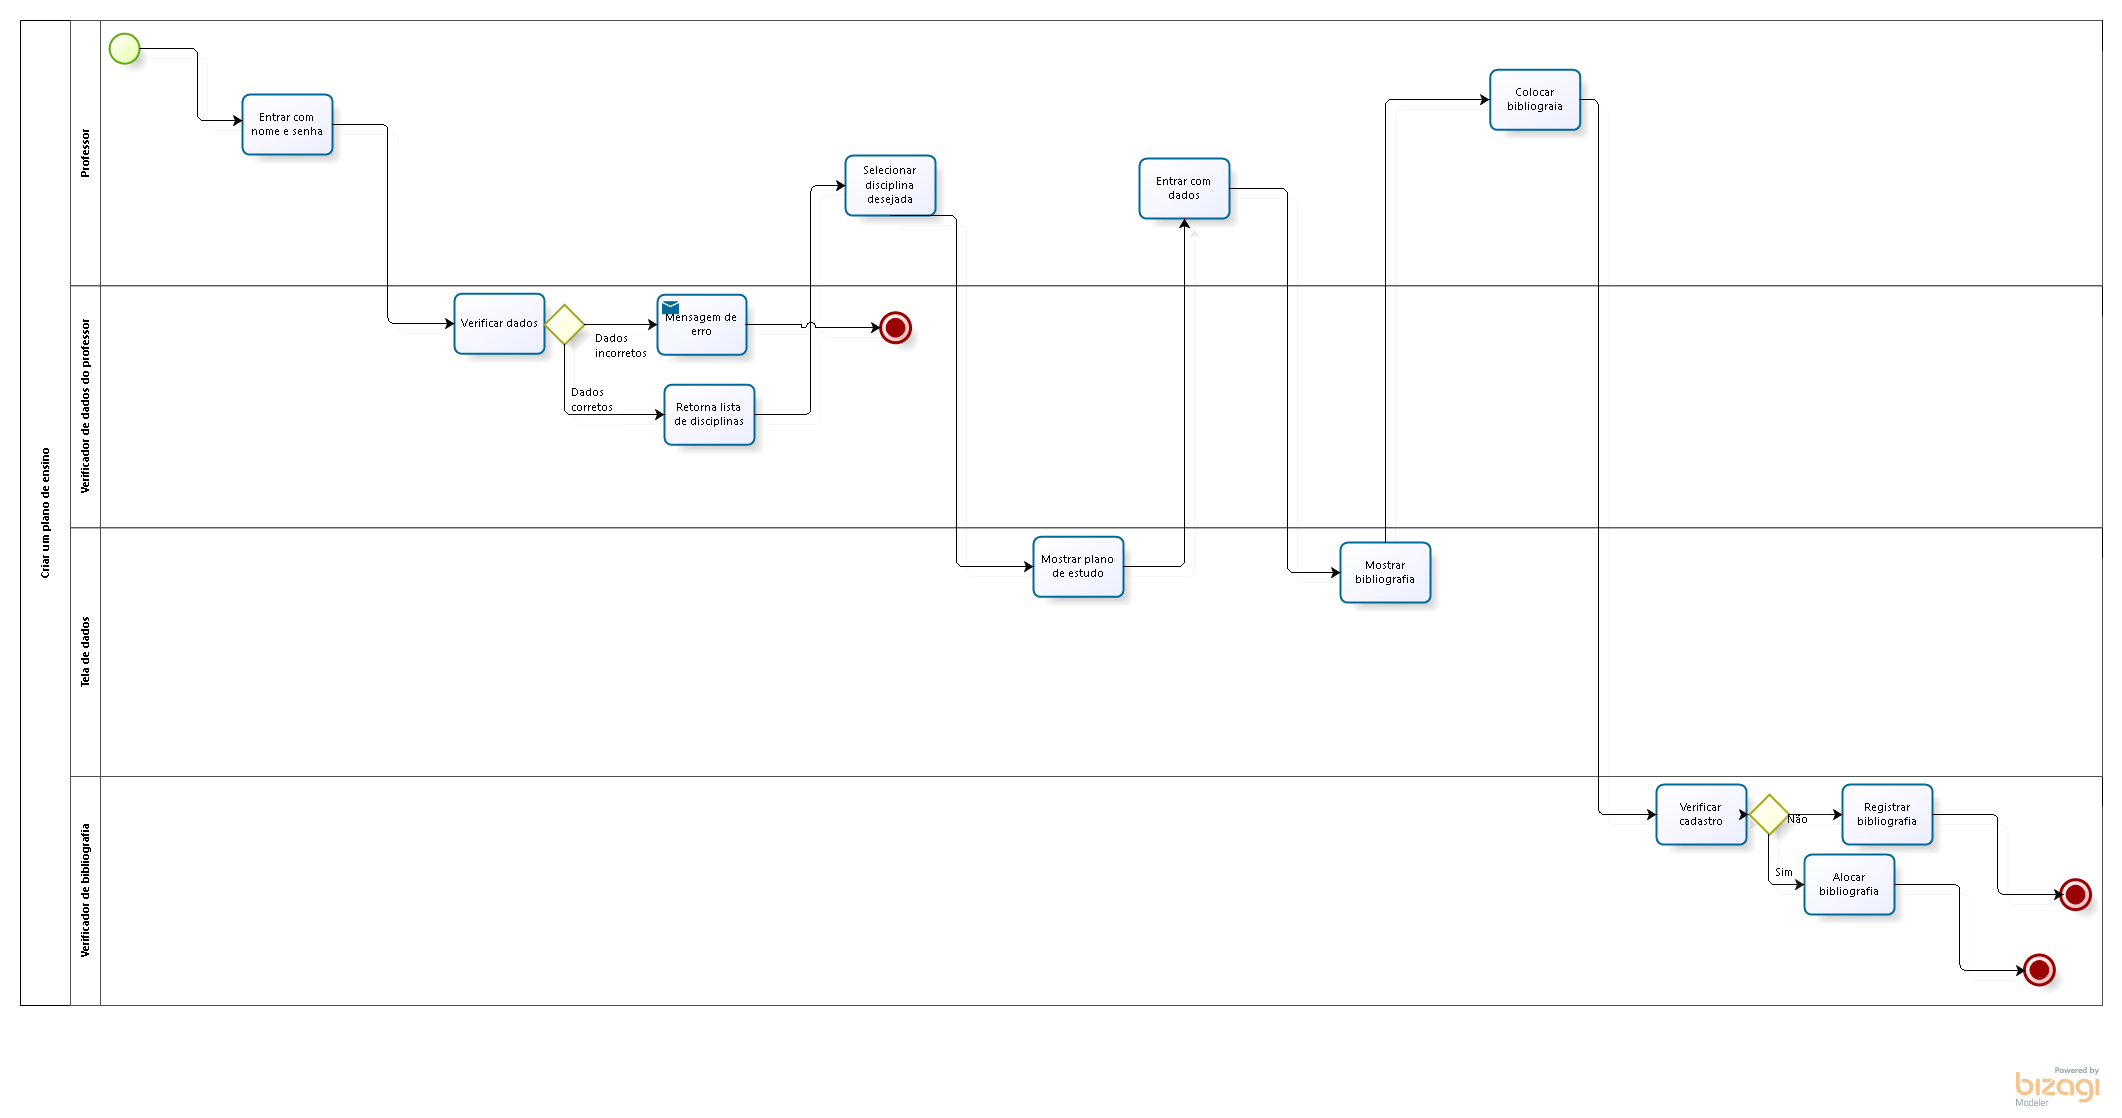 Criar um plano de ensino
Professor
Entrar com
nome e senha
Selecionar
disciplina
desejada
Entrar com
dados
Colocar
bibliograia
Verificador de dados do professor
Verificar dados
Dados
incorretos
Mensagem de
erro
Dados
corretos
Retorna lista
de disciplinas
Tela de dados
Mostrar plano
de estudo
Mostrar
bibliografia
Verificador de bibliografia
Verificar
cadastro
Não
Registrar
bibliografia
Sim
Alocar
bibliografia
Powered by
bizagi
Modeler